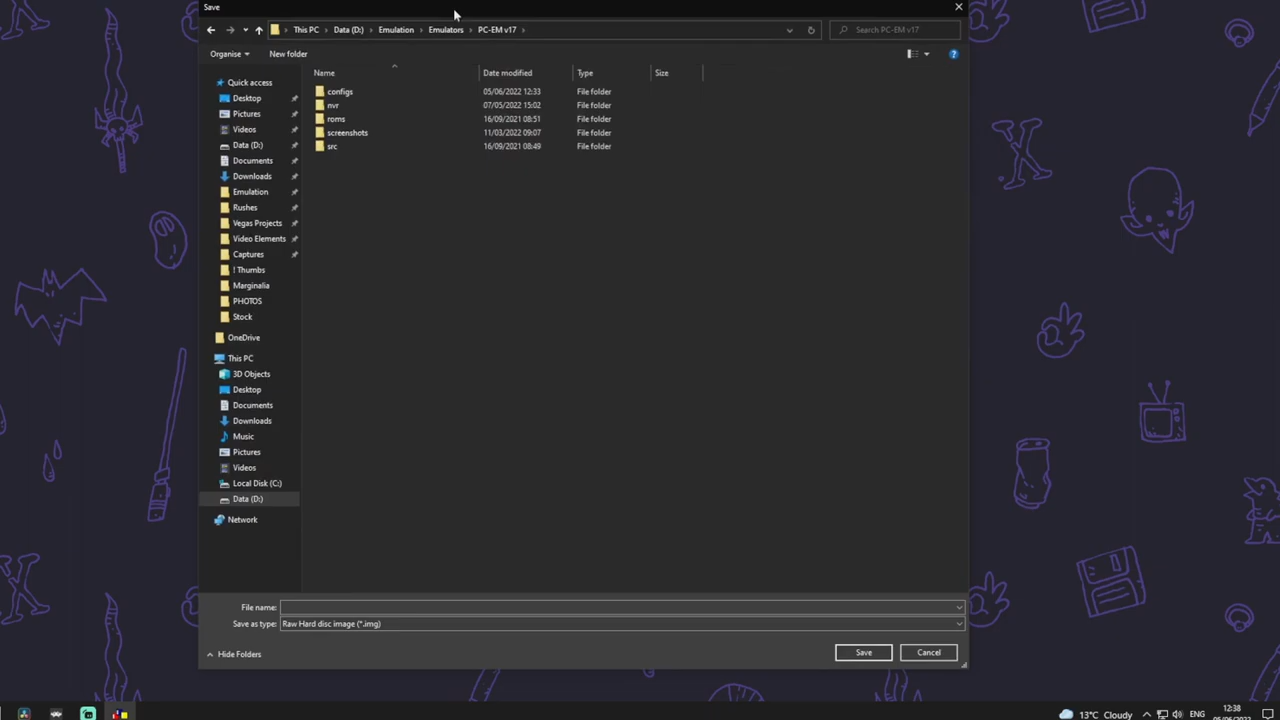 Save
This PC > Data (D:) > Emulation > Emulators > PC-EM v17 >
Search PC-EM v17
Organise New folder
Name Date modified Type Size
configs 05/06/2022 12:33 File folder
nvr 07/05/2022 15:02 File folder
roms 16/09/2021 08:51 File folder
screenshots 11/03/2022 09:07 File folder
src 16/09/2021 08:49 File folder
Quick access
Desktop
Pictures
Videos
Data (D:)
Documents
Downloads
Emulation
Rushes
Vegas Projects
Video Elements
Captures
! Thumbs
Marginalia
PHOTOS
Stock
OneDrive
This PC
3D Objects
Desktop
Documents
Downloads
Music
Pictures
Videos
Local Disk (C:)
Data (D:)
Network
File name:
Save as type: Raw Hard disc image (*.img)
Hide Folders
Save Cancel
13°C Cloudy ENG 12:38
05/06/2022